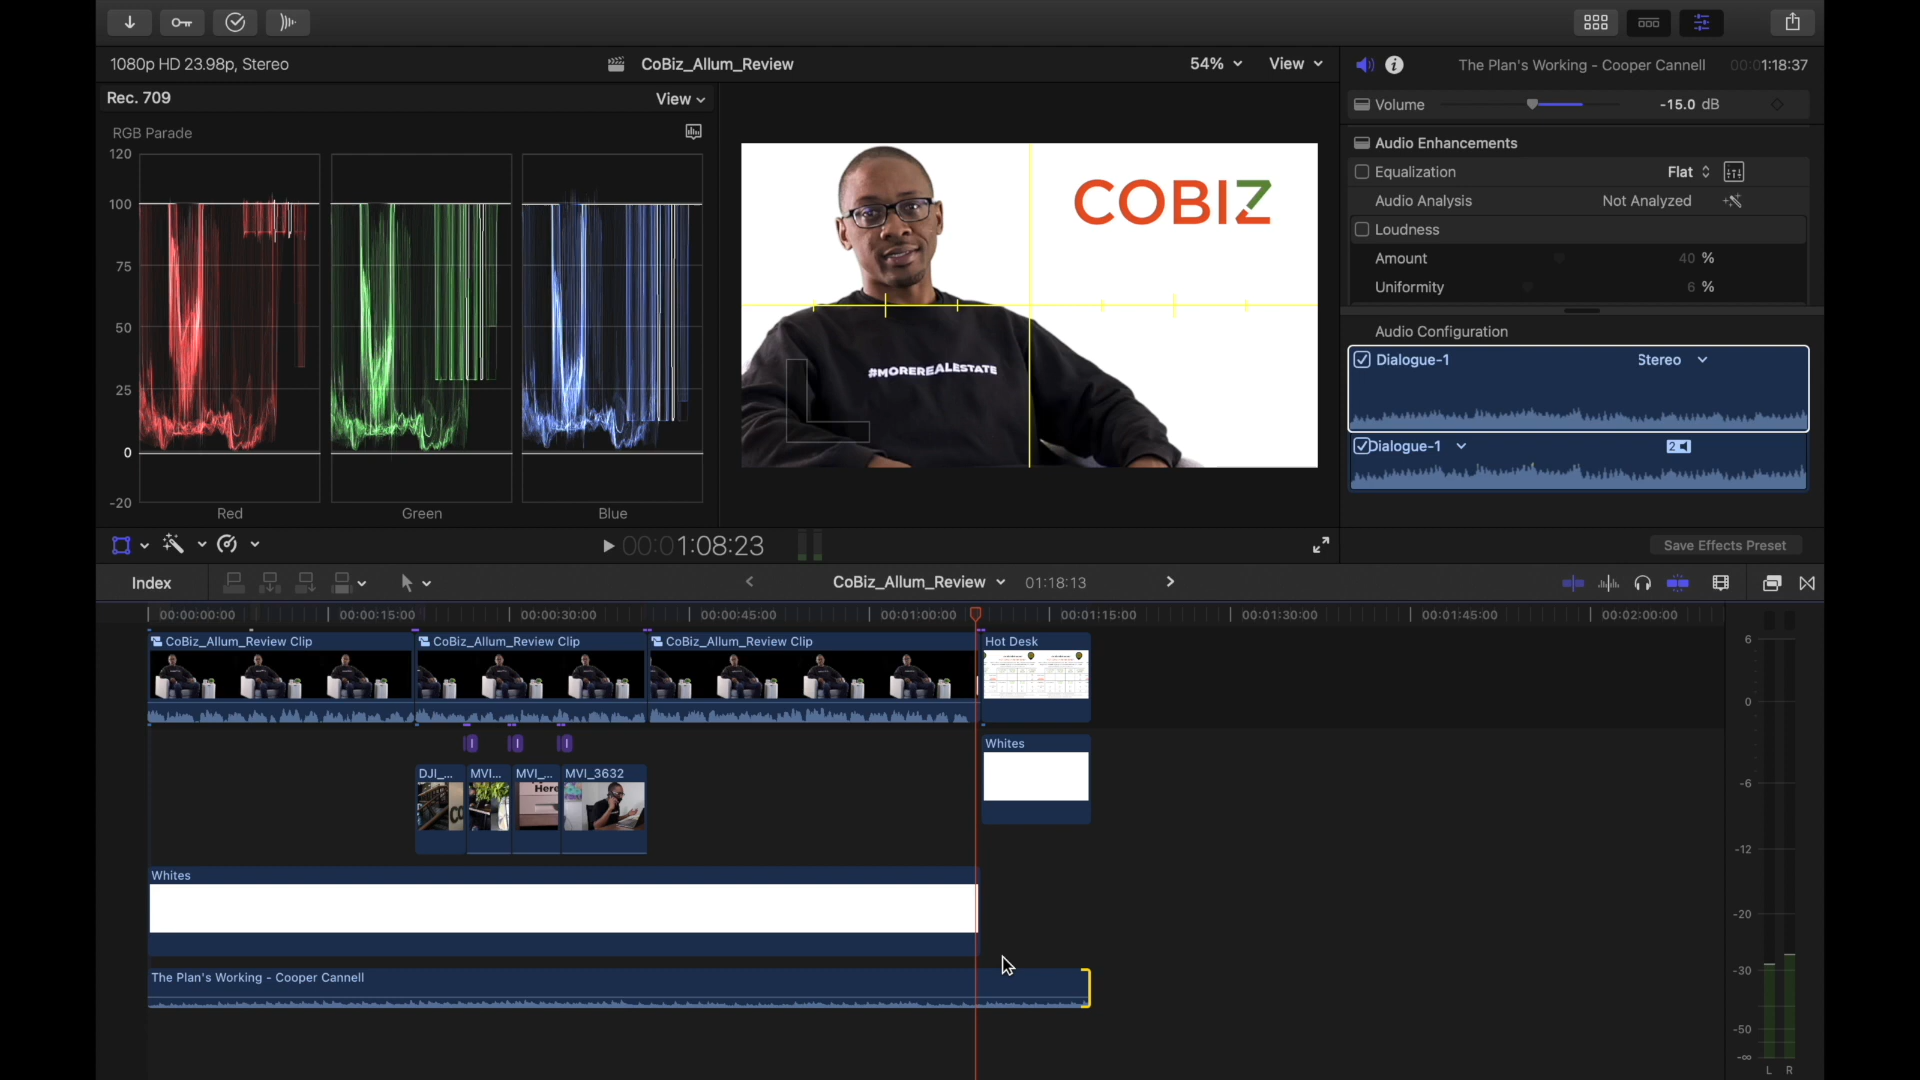 1080p HD 23.98p, Stereo
CoBiz_Allum_Review
54%
View
The Plan's Working - Cooper Cannell
00:01:18:37
Rec. 709
View
Volume
-15.0 dB
RGB Parade
Audio Enhancements
120
100
75
50
25
0
-20
Red
Green
Blue
COBIZ
#MOREREALESTATE
Equalization
Flat
Audio Analysis
Not Analyzed
Loudness
Amount
40 %
Uniformity
6 %
Audio Configuration
Dialogue-1
Stereo
Dialogue-1
2
00:01:08:23
Save Effects Preset
Index
CoBiz_Allum_Review
01:18:13
00:00:00:00
00:00:15:00
00:00:30:00
00:00:45:00
00:01:00:00
00:01:15:00
00:01:30:00
00:01:45:00
00:02:00:00
CoBiz_Allum_Review Clip
CoBiz_Allum_Review Clip
CoBiz_Allum_Review Clip
Hot Desk
Whites
DJI_...
MVI...
MVI_...
MVI_3632
Here
Whites
The Plan's Working - Cooper Cannell
6
0
-6
-12
-20
-30
-50
-∞
L R